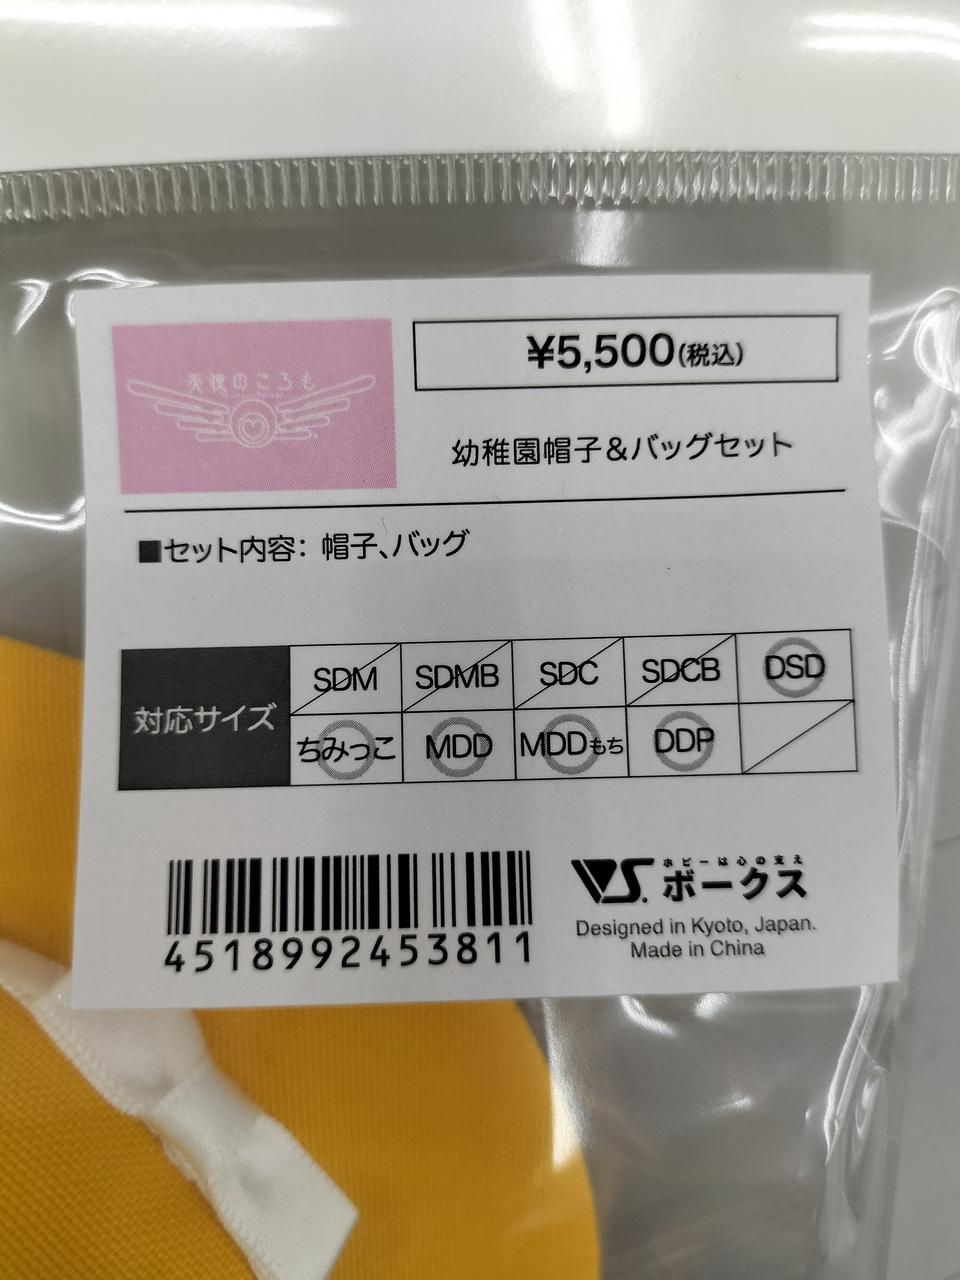 天使のころも
¥5,500(税込)
幼稚園帽子&バッグセット
■セット内容：帽子、バッグ
対応サイズ
SDM SDMB SDC SDCB DSD
ちみっこ MDD MDDもち DDP
4518992453811
VS.
ホビーは心の支え
ボークス
Designed in Kyoto, Japan.
Made in China